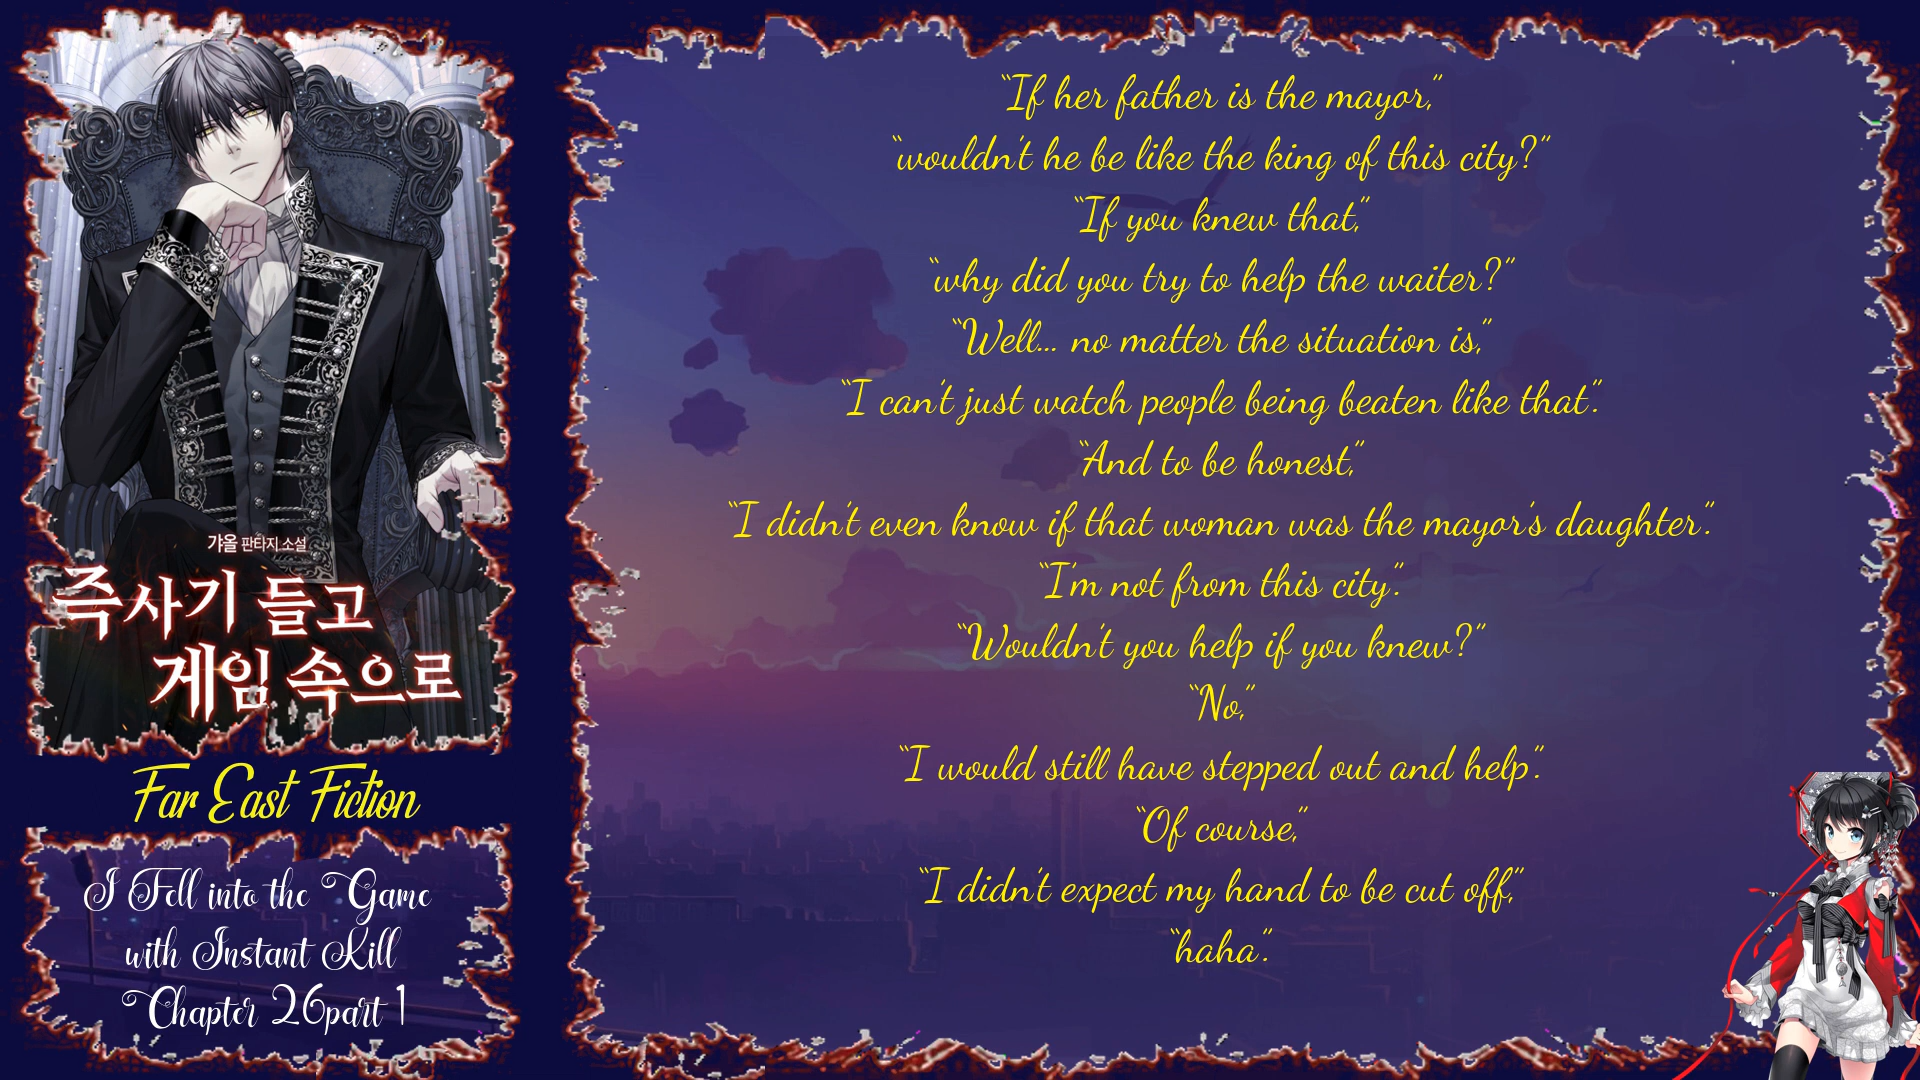 갸올 판타지 소설
즉사기 들고
게임 속으로
Far East Fiction
I Fell into the Game
with Instant Kill
Chapter 26part 1
“If her father is the mayor,”
“wouldn’t he be like the king of this city?”
“If you knew that,”
“why did you try to help the waiter?”
“Well... no matter the situation is,”
“I can’t just watch people being beaten like that”.
“And to be honest,”
“I didn’t even know if that woman was the mayor’s daughter”.
“I’m not from this city”.
“Wouldn’t you help if you knew?”
“No,”
“I would still have stepped out and help”.
“Of course,”
“I didn’t expect my hand to be cut off,”
“haha”.